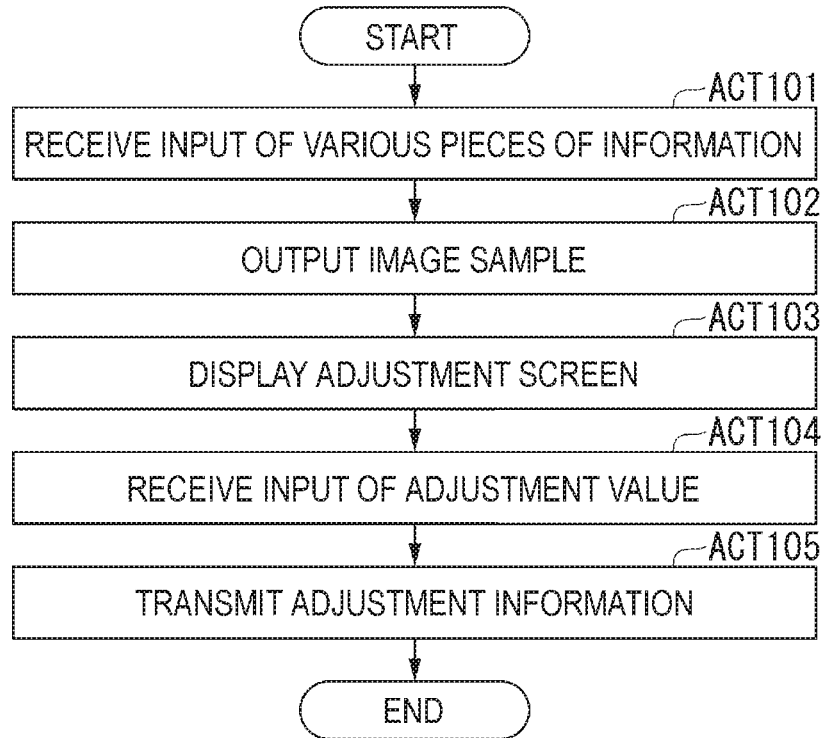 START
ACT101
RECEIVE INPUT OF VARIOUS PIECES OF INFORMATION
ACT102
OUTPUT IMAGE SAMPLE
ACT103
DISPLAY ADJUSTMENT SCREEN
ACT104
RECEIVE INPUT OF ADJUSTMENT VALUE
ACT105
TRANSMIT ADJUSTMENT INFORMATION
END